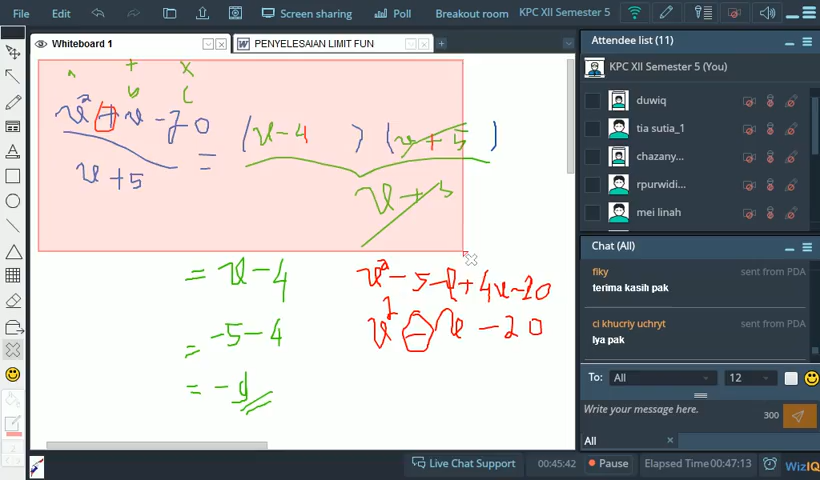 File Edit Screen sharing Poll Breakout room KPC XII Semester 5
Whiteboard 1 PENYELESAIAN LIMIT FUN
+ x
b c
x² + x - 20 = (x-4) (x+5)
x + 5 x + 5
= x - 4
= -5 - 4
= -9
x² - 5x + 4x - 20
x² - x - 20
Attendee list (11)
KPC XII Semester 5 (You)
duwiq
tia sutia_1
chazany...
rpurwidi...
mei linah
Chat (All)
fiky sent from PDA
terima kasih pak
ci khucriy uchryt sent from PDA
Iya pak
To: All 12
Write your message here. 300
All
Live Chat Support 00:45:42 Pause Elapsed Time : 00:47:13 WizIQ